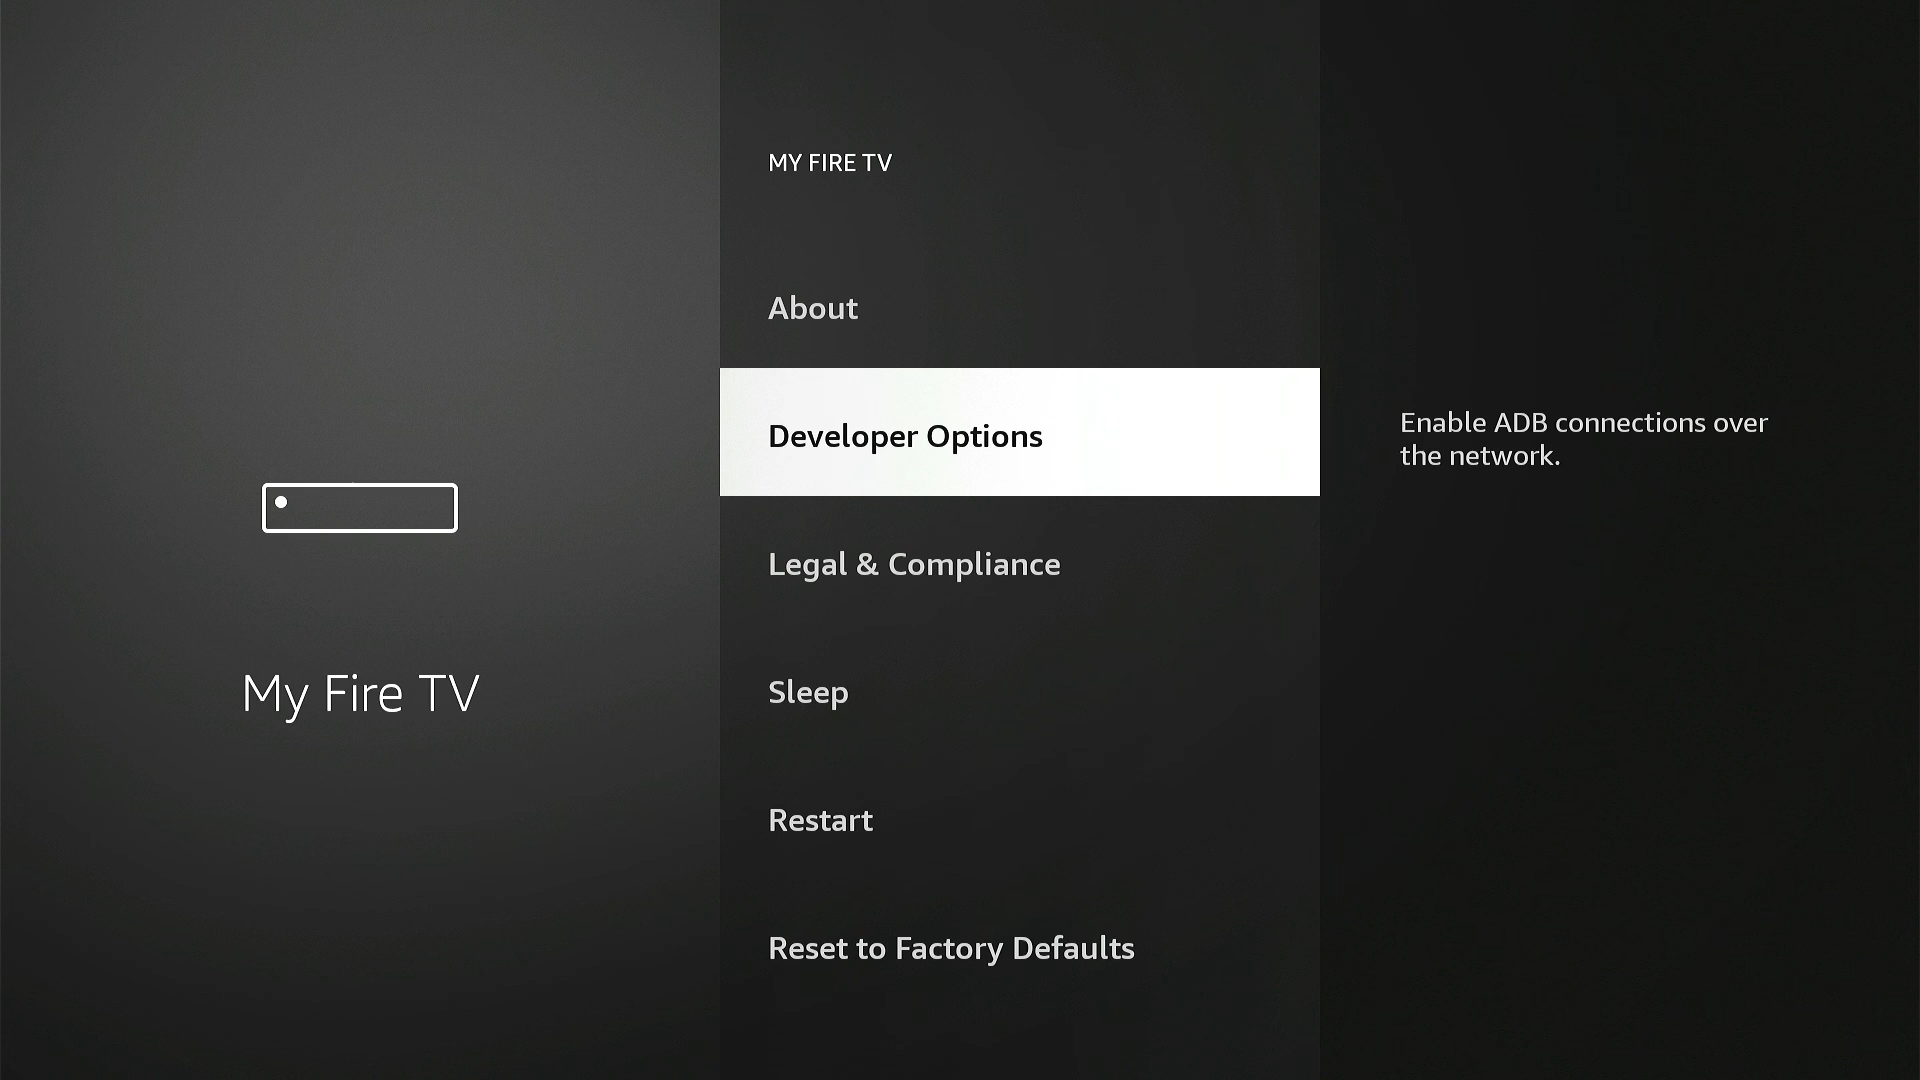 MY FIRE TV
About
Developer Options
Enable ADB connections over
the network.
Legal & Compliance
My Fire TV
Sleep
Restart
Reset to Factory Defaults